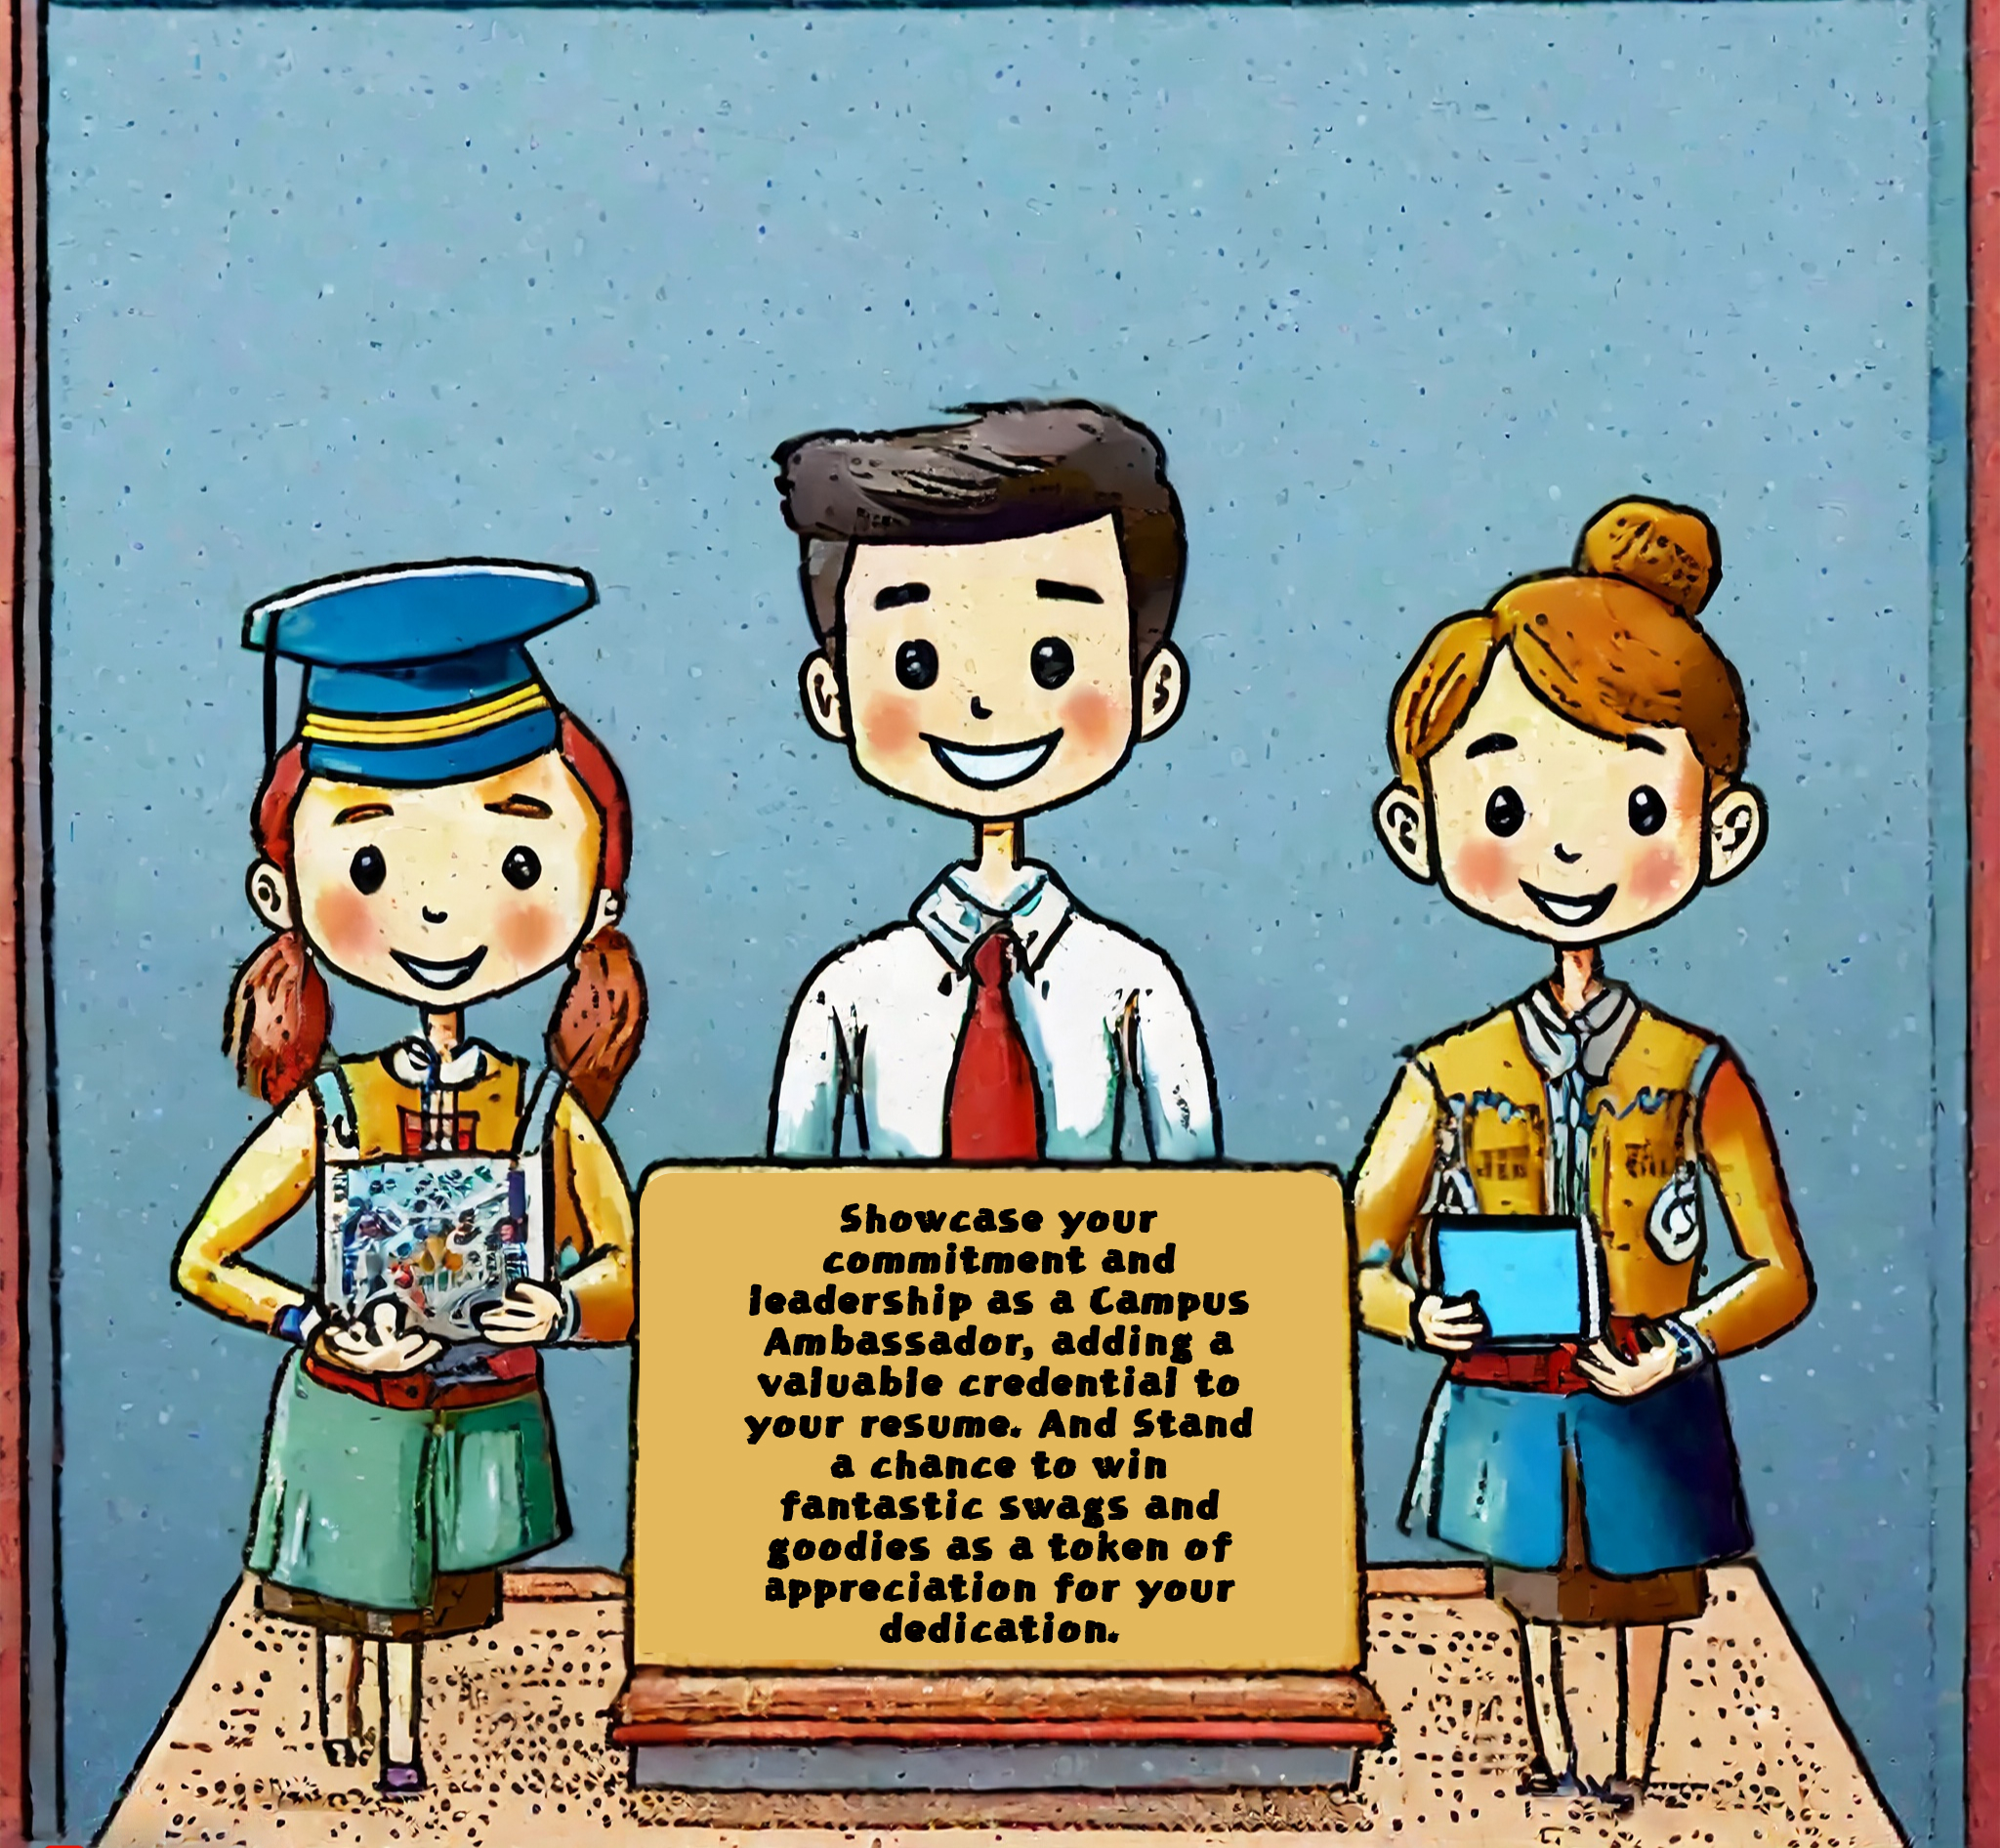 Showcase your
commitment and
leadership as a Campus
Ambassador, adding a
valuable credential to
your resume. And Stand
a chance to win
fantastic swags and
goodies as a token of
appreciation for your
dedication.